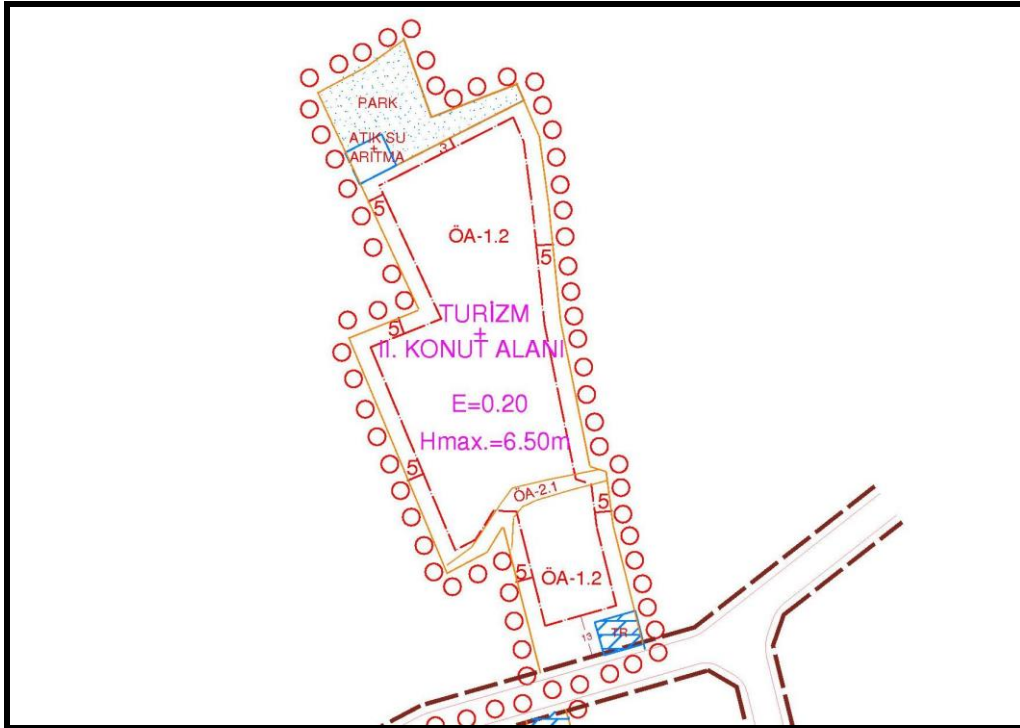 PARK
ATIK SU
+
ARITMA
3
5
ÖA-1.2
5
TURİZM
+
5
II. KONUT ALANI
E=0.20
Hmax.=6.50m
5
ÖA-2.1
5
5
ÖA-1.2
13
TR